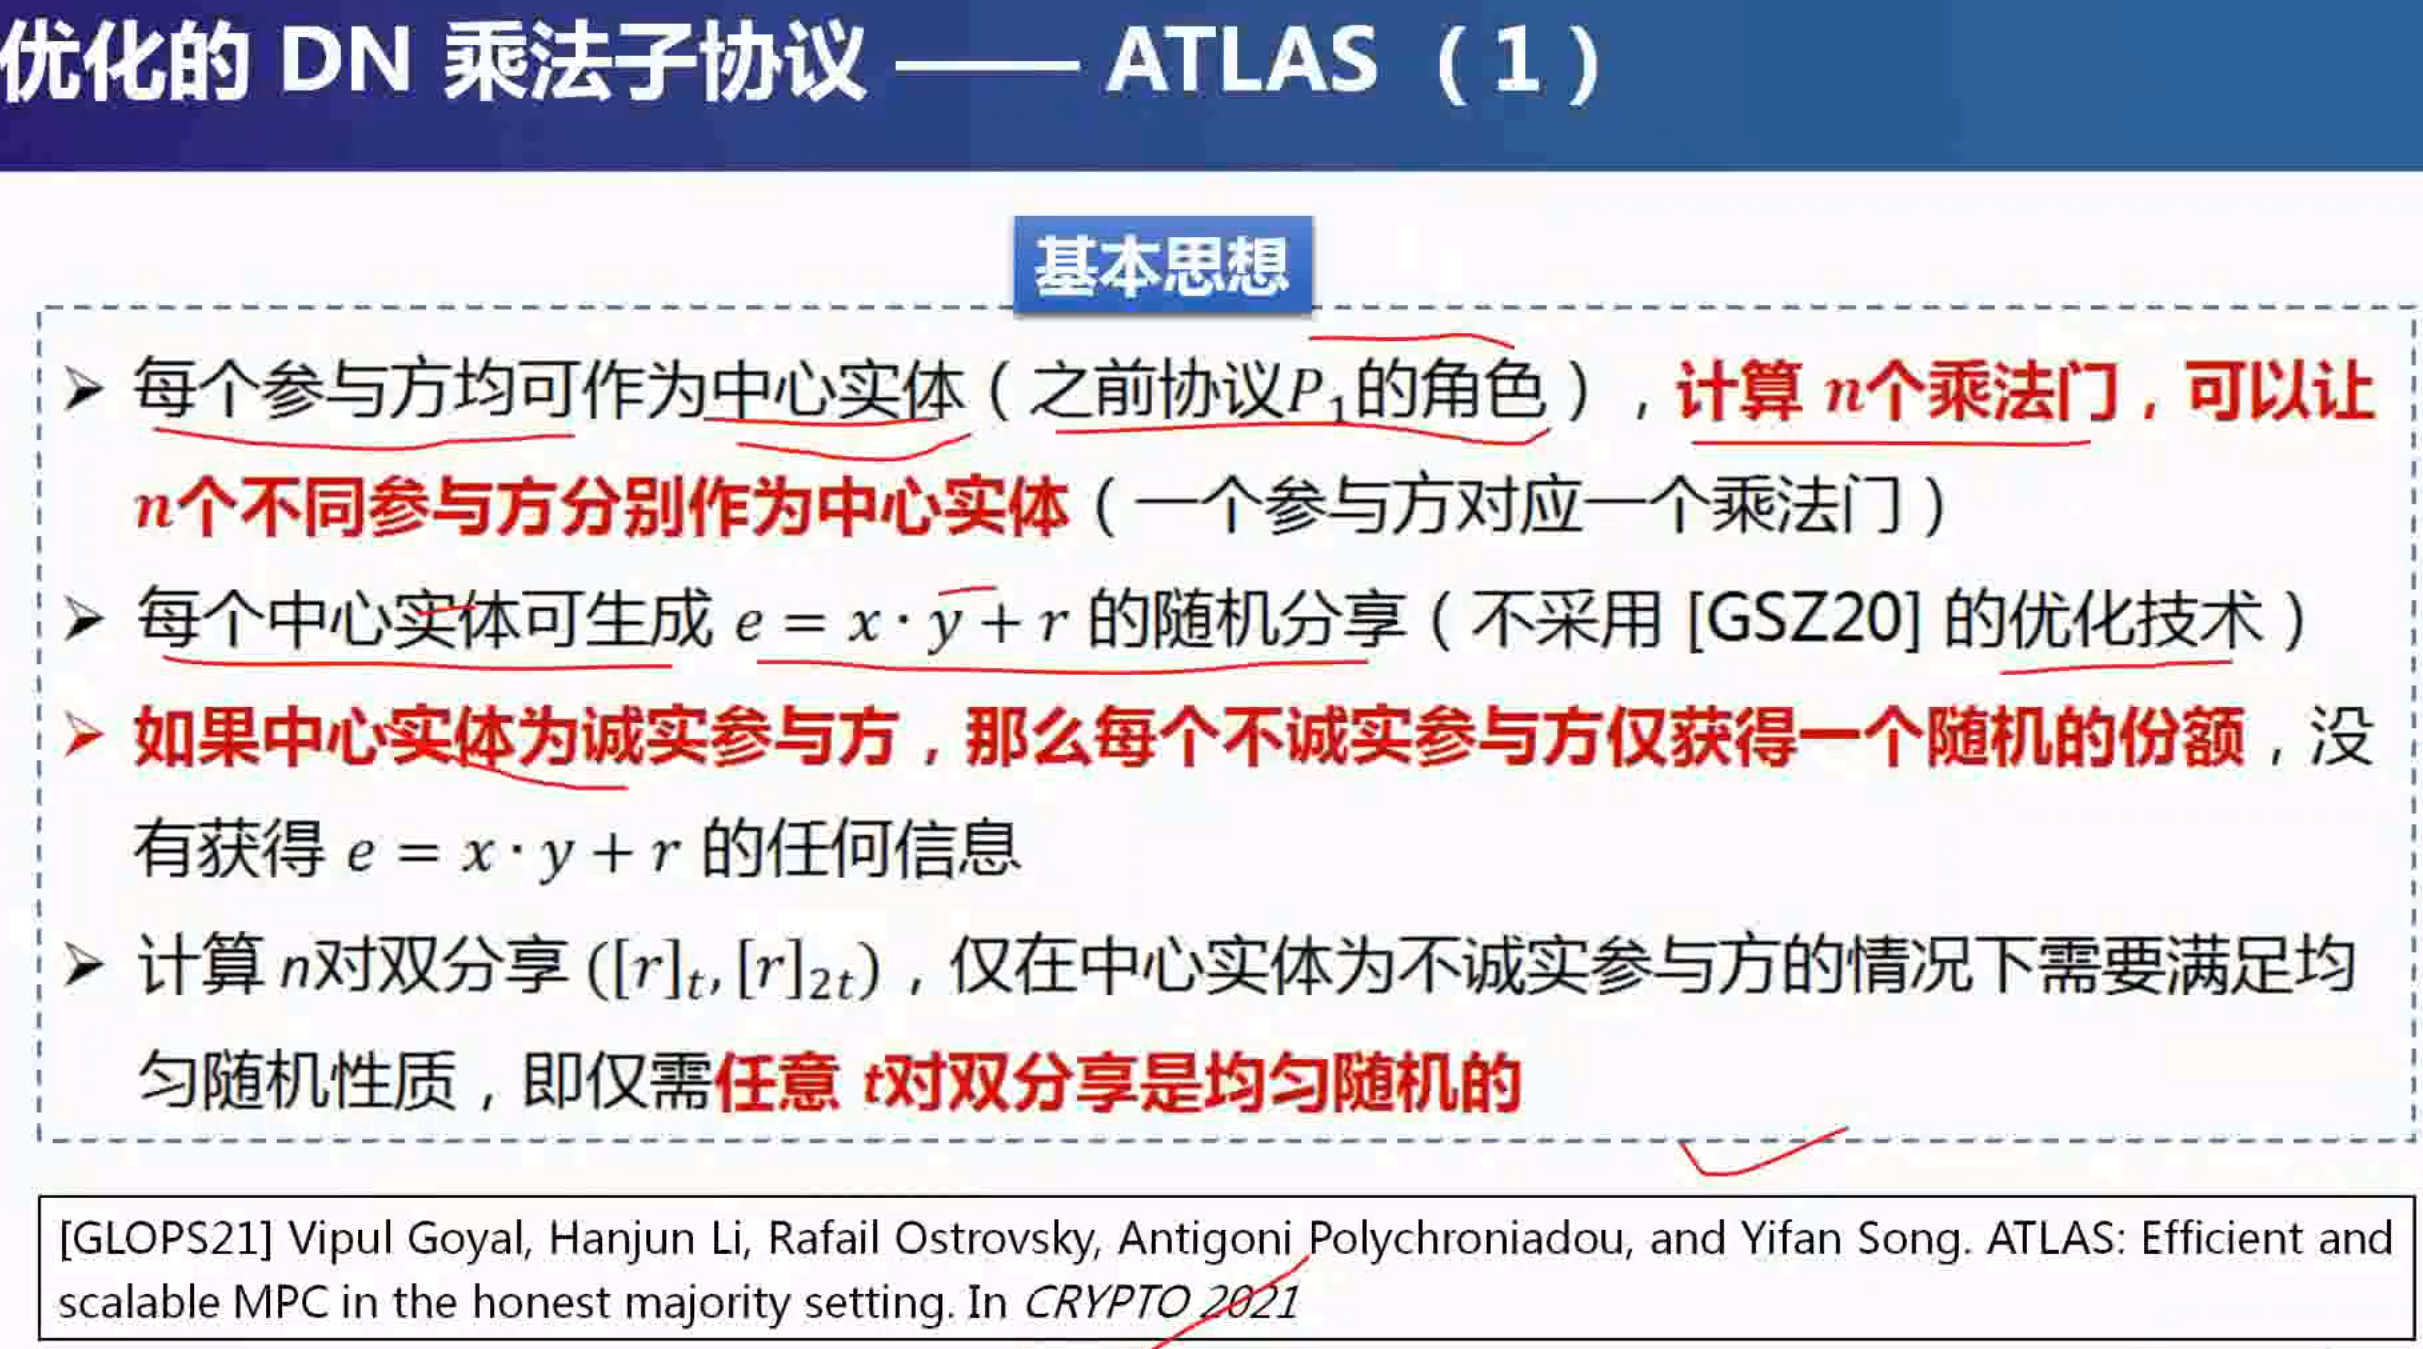 优化的 DN 乘法子协议 —— ATLAS（1）
基本思想
➢ 每个参与方均可作为中心实体（之前协议P₁的角色），计算 n个乘法门，可以让
n个不同参与方分别作为中心实体（一个参与方对应一个乘法门）
➢ 每个中心实体可生成 e = x · y + r 的随机分享（不采用 [GSZ20] 的优化技术）
➢ 如果中心实体为诚实参与方，那么每个不诚实参与方仅获得一个随机的份额，没
有获得 e = x · y + r 的任何信息
➢ 计算 n对双分享 ([r]ₜ, [r]₂ₜ)，仅在中心实体为不诚实参与方的情况下需要满足均
匀随机性质，即仅需任意 t对双分享是均匀随机的
[GLOPS21] Vipul Goyal, Hanjun Li, Rafail Ostrovsky, Antigoni Polychroniadou, and Yifan Song. ATLAS: Efficient and
scalable MPC in the honest majority setting. In CRYPTO 2021